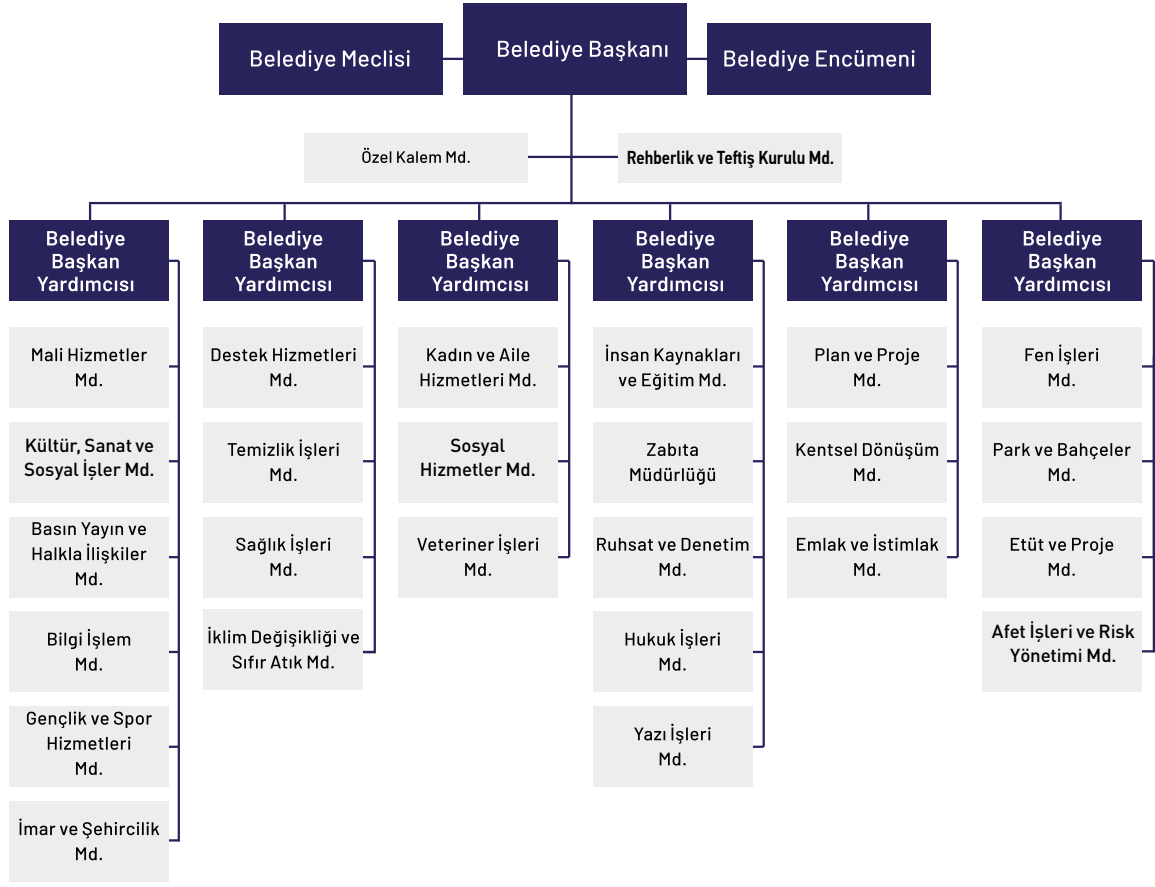 Belediye Meclisi
Belediye Başkanı
Belediye Encümeni
Özel Kalem Md.
Rehberlik ve Teftiş Kurulu Md.
Belediye
Başkan
Yardımcısı
Mali Hizmetler
Md.
Kültür, Sanat ve
Sosyal İşler Md.
Basın Yayın ve
Halkla İlişkiler
Md.
Bilgi İşlem
Md.
Gençlik ve Spor
Hizmetleri
Md.
İmar ve Şehircilik
Md.
Belediye
Başkan
Yardımcısı
Destek Hizmetleri
Md.
Temizlik İşleri
Md.
Sağlık İşleri
Md.
İklim Değişikliği ve
Sıfır Atık Md.
Belediye
Başkan
Yardımcısı
Kadın ve Aile
Hizmetleri Md.
Sosyal
Hizmetler Md.
Veteriner İşleri
Md.
Belediye
Başkan
Yardımcısı
İnsan Kaynakları
ve Eğitim Md.
Zabıta
Müdürlüğü
Ruhsat ve Denetim
Md.
Hukuk İşleri
Md.
Yazı İşleri
Md.
Belediye
Başkan
Yardımcısı
Plan ve Proje
Md.
Kentsel Dönüşüm
Md.
Emlak ve İstimlak
Md.
Belediye
Başkan
Yardımcısı
Fen İşleri
Md.
Park ve Bahçeler
Md.
Etüt ve Proje
Md.
Afet İşleri ve Risk
Yönetimi Md.